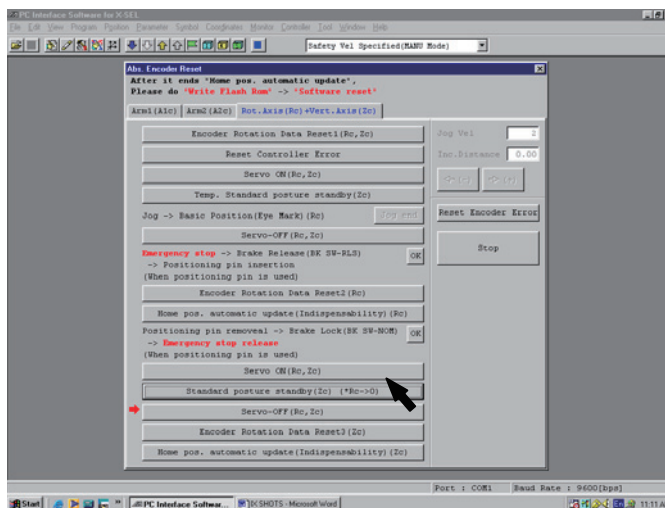 PC Interface Software for X-SEL
File Edit View Program Position Parameter Symbol Coordinates Monitor Controller Tool Window Help
Safety Vel Specified(MANU Mode)
Abs. Encoder Reset
After it ends "Home pos. automatic update",
Please do "Write Flash Rom" -> "Software reset"
Arm1(A1c) Arm2(A2c) Rot.Axis(Rc)+Vert.Axis(Zc)
Encoder Rotation Data Reset1(Rc,Zc)
Jog Vel 2
Reset Controller Error
Inc.Distance 0.00
Servo ON(Rc,Zc)
Temp. Standard posture standby(Zc)
Jog -> Basic Position(Eye Mark)(Rc) Jog end
Reset Encoder Error
Servo-OFF(Rc,Zc)
Stop
Emergency stop -> Brake Release(BK SW-RLS)
-> Positioning pin insertion
(When positioning pin is used)
OK
Encoder Rotation Data Reset2(Rc)
Home pos. automatic update(Indispensability)(Rc)
Positioning pin removeal -> Brake Lock(BK SW-NOM)
-> Emergency stop release
(When positioning pin is used)
OK
Servo ON(Rc,Zc)
Standard posture standby(Zc) (*Rc->0)
Servo-OFF(Rc,Zc)
Encoder Rotation Data Reset3(Zc)
Home pos. automatic update(Indispensability)(Zc)
Port : COM1 Baud Rate : 9600[bps]
Start PC Interface Softwar... IX SHOTS - Microsoft Word 11:11 A